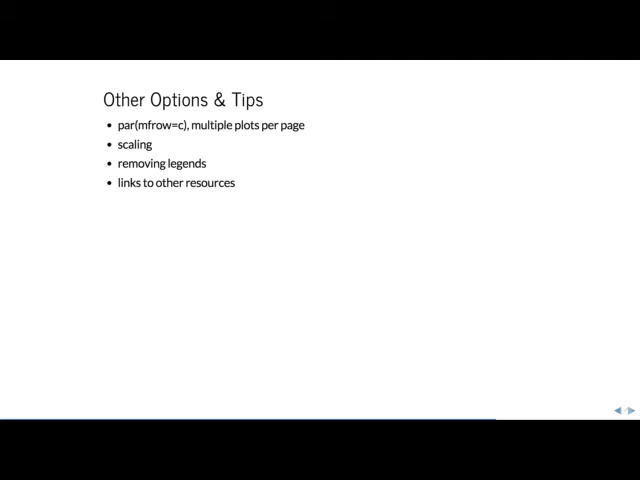 Other Options & Tips
• par(mfrow=c), multiple plots per page
• scaling
• removing legends
• links to other resources